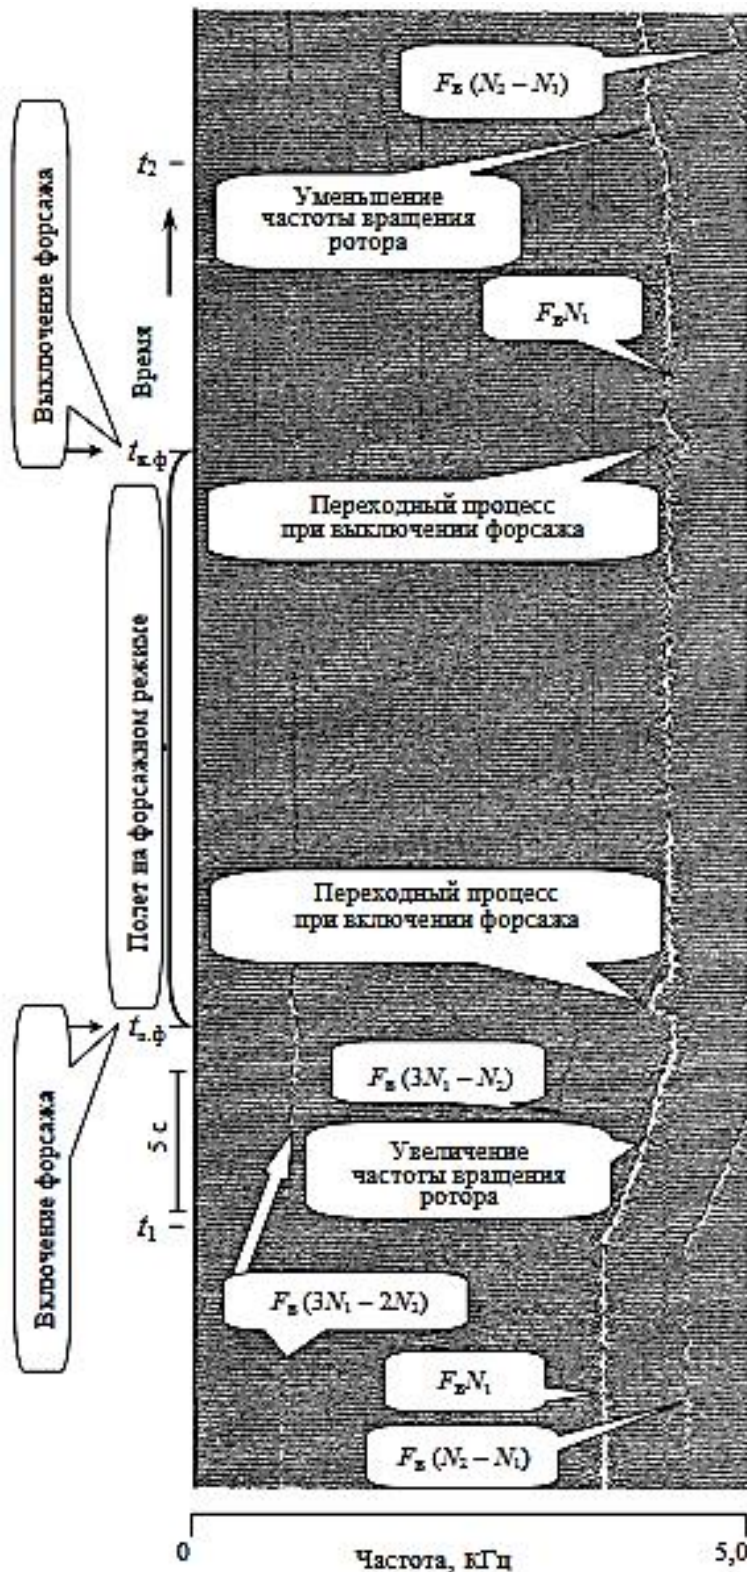 F_в (N₂ – N₁)
t₂
Уменьшение
частоты вращения
ротора
Выключение форсажа
Время
F_вN₁
t_в.ф
Переходный процесс
при выключении форсажа
Полет на форсажном режиме
Переходный процесс
при включении форсажа
t_в.ф
F_в (3N₁ – N₂)
Увеличение
частоты вращения
ротора
5 с
t₁
Включение форсажа
F_в (3N₁ – 2N₂)
F_вN₁
F_в (N₂ – N₁)
0
5,0
Частота, кГц